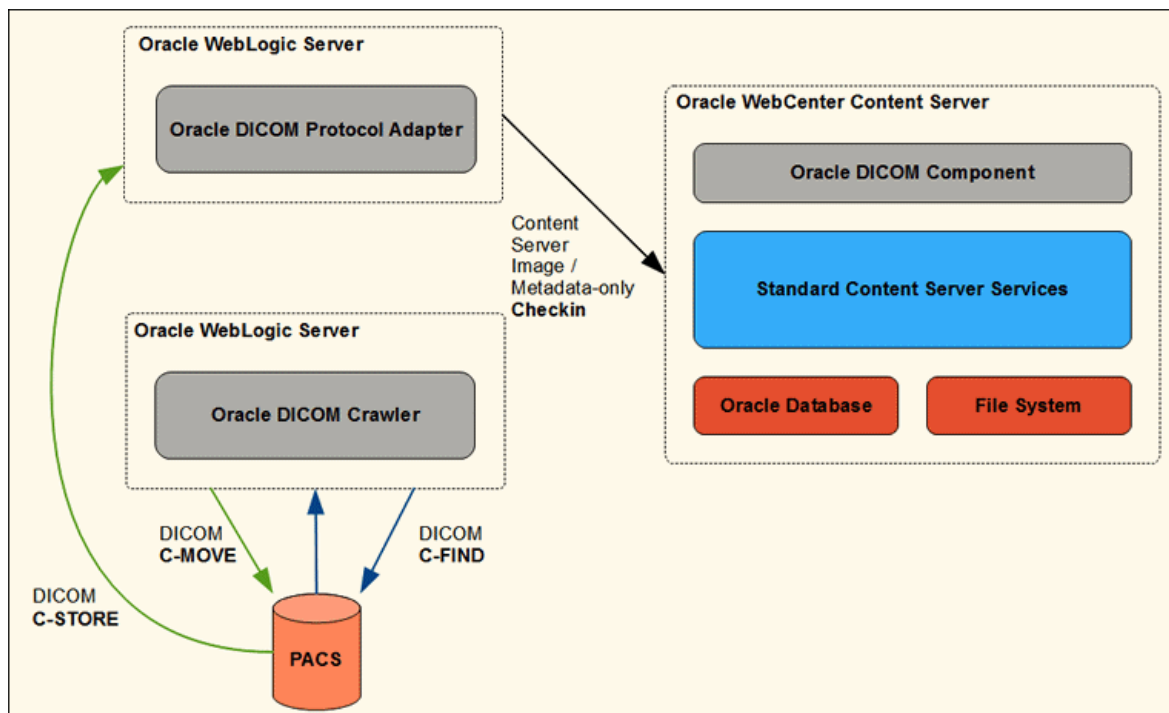 Oracle WebLogic Server
Oracle DICOM Protocol Adapter
Oracle WebCenter Content Server
Oracle DICOM Component
Standard Content Server Services
Oracle Database
File System
Content
Server
Image /
Metadata-only
Checkin
Oracle WebLogic Server
Oracle DICOM Crawler
DICOM
C-MOVE
DICOM
C-FIND
DICOM
C-STORE
PACS